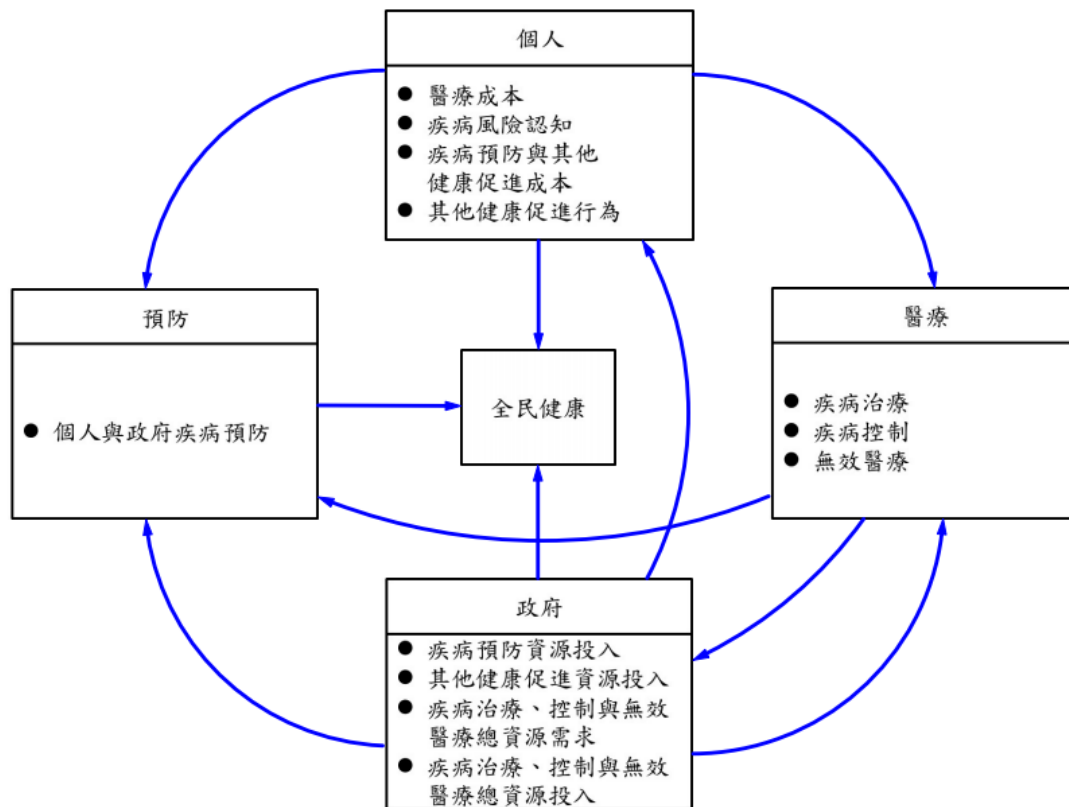 個人
● 醫療成本
● 疾病風險認知
● 疾病預防與其他
健康促進成本
● 其他健康促進行為
預防
● 個人與政府疾病預防
全民健康
醫療
● 疾病治療
● 疾病控制
● 無效醫療
政府
● 疾病預防資源投入
● 其他健康促進資源投入
● 疾病治療、控制與無效
醫療總資源需求
● 疾病治療、控制與無效
醫療總資源投入